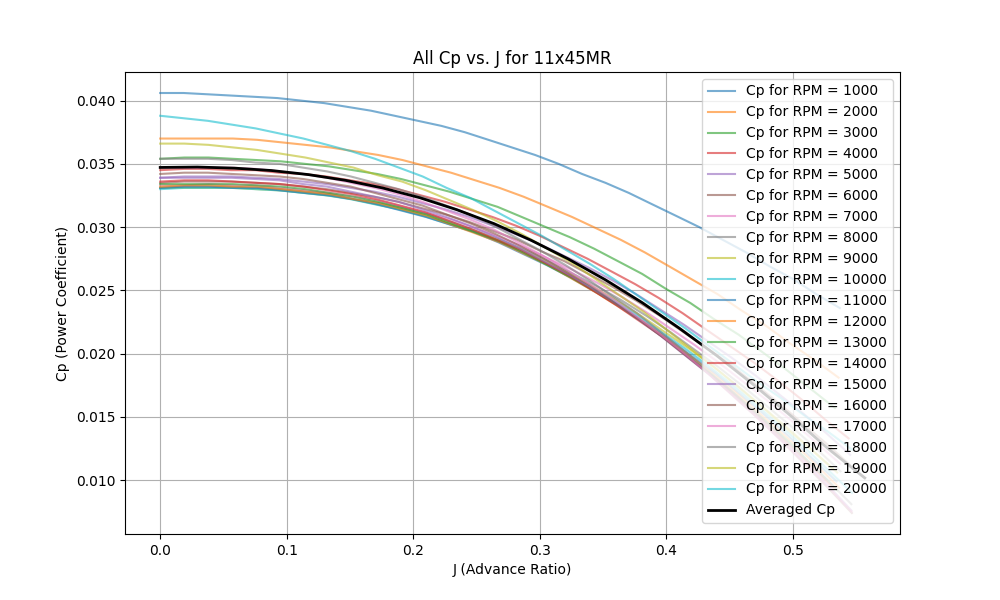 All Cp vs. J for 11x45MR
Cp (Power Coefficient)
0.040
0.035
0.030
0.025
0.020
0.015
0.010
0.0
0.1
0.2
0.3
0.4
0.5
J (Advance Ratio)
Cp for RPM = 1000
Cp for RPM = 2000
Cp for RPM = 3000
Cp for RPM = 4000
Cp for RPM = 5000
Cp for RPM = 6000
Cp for RPM = 7000
Cp for RPM = 8000
Cp for RPM = 9000
Cp for RPM = 10000
Cp for RPM = 11000
Cp for RPM = 12000
Cp for RPM = 13000
Cp for RPM = 14000
Cp for RPM = 15000
Cp for RPM = 16000
Cp for RPM = 17000
Cp for RPM = 18000
Cp for RPM = 19000
Cp for RPM = 20000
Averaged Cp